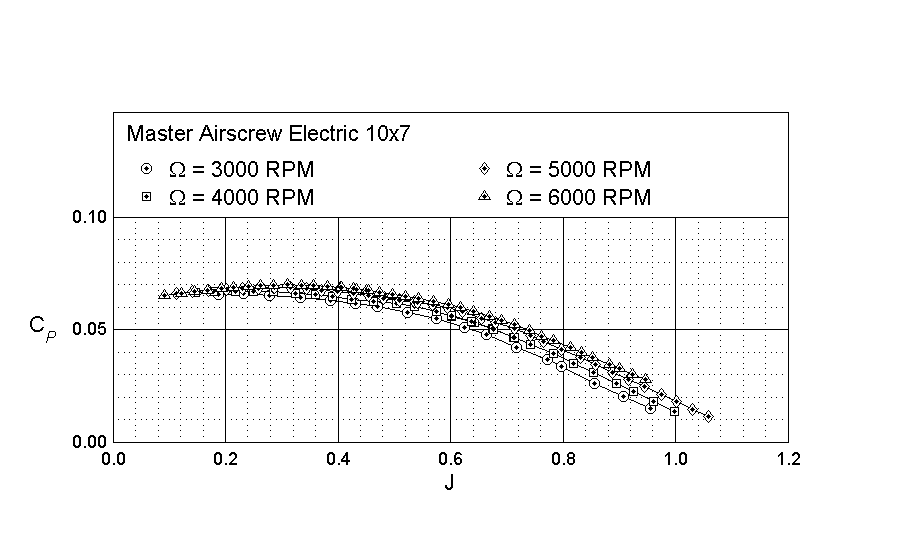 Master Airscrew Electric 10x7
Ω = 3000 RPM
Ω = 5000 RPM
Ω = 4000 RPM
Ω = 6000 RPM
0.10
0.05
0.00
CP
0.0 0.2 0.4 0.6 0.8 1.0 1.2
J